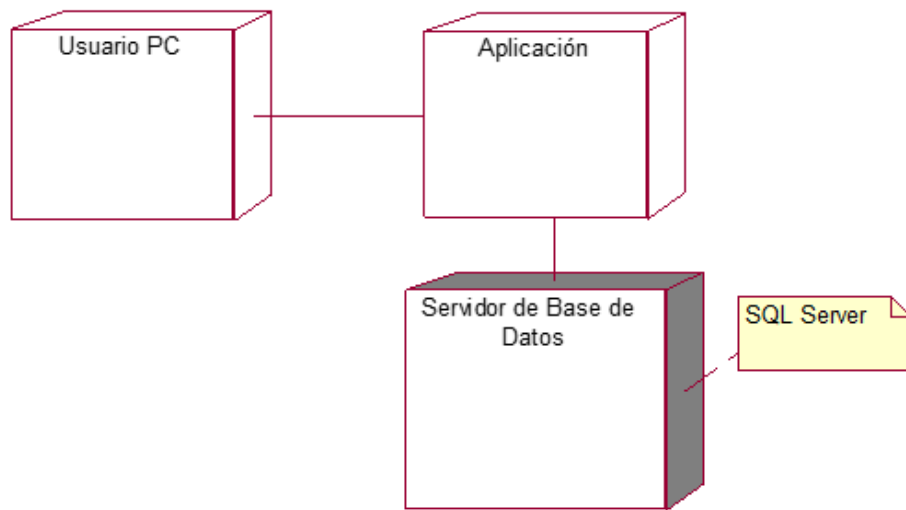 Usuario PC
Aplicación
Servidor de Base de
Datos
SQL Server